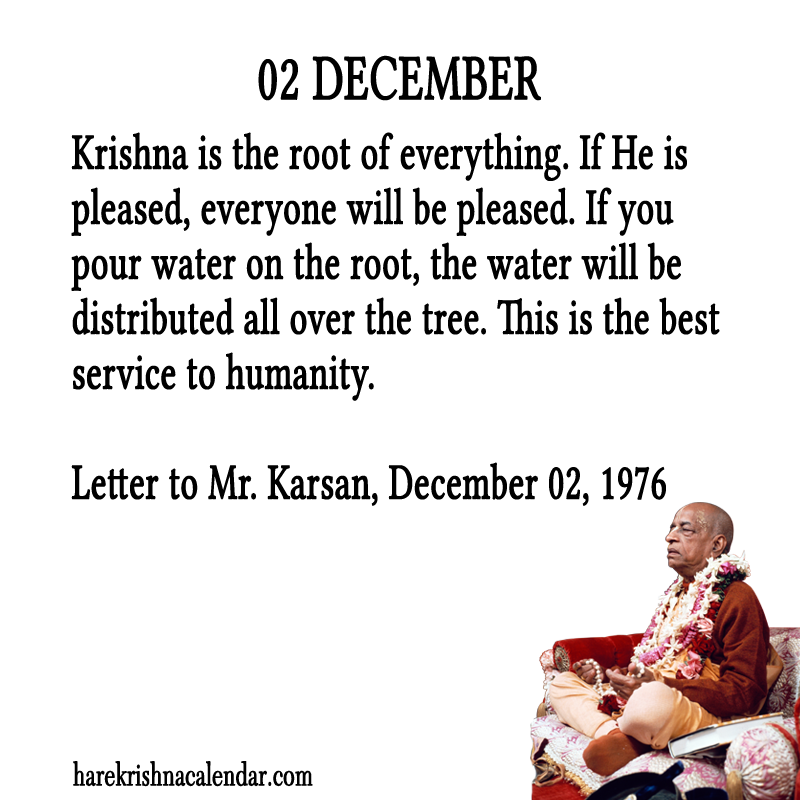 02 DECEMBER
Krishna is the root of everything. If He is
pleased, everyone will be pleased. If you
pour water on the root, the water will be
distributed all over the tree. This is the best
service to humanity.
Letter to Mr. Karsan, December 02, 1976
harekrishnacalendar.com